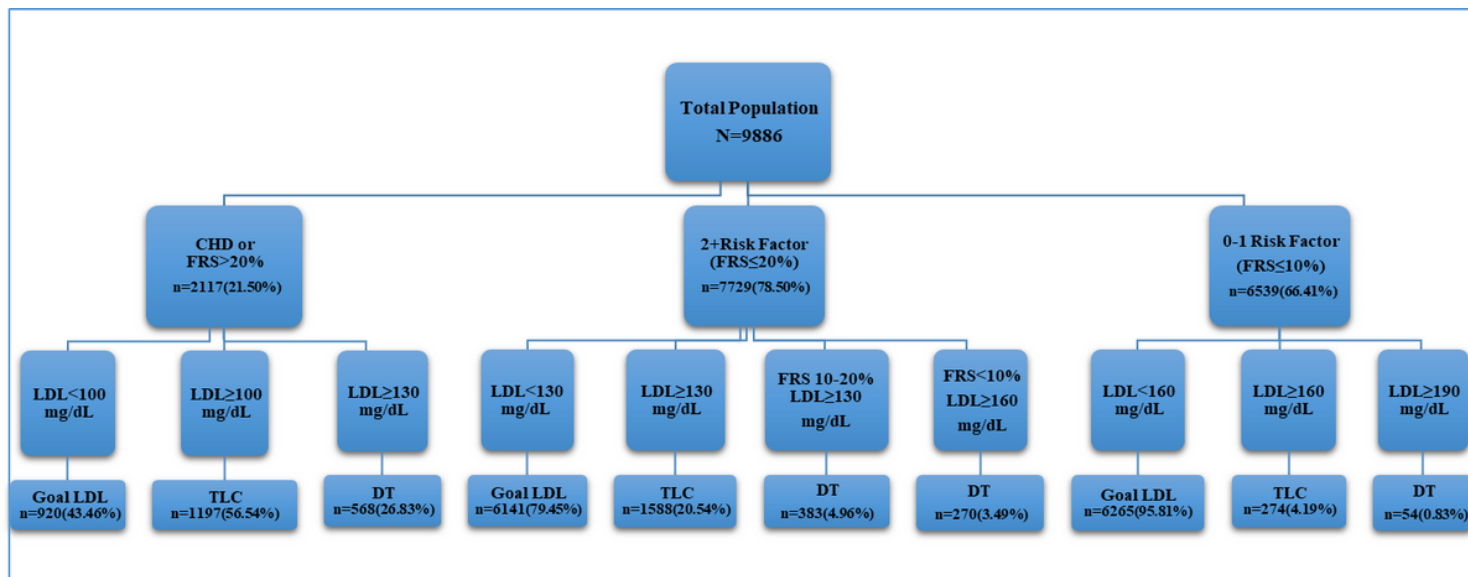 Total Population
N=9886
CHD or
FRS>20%
n=2117(21.50%)
2+Risk Factor
(FRS≤20%)
n=7729(78.50%)
0-1 Risk Factor
(FRS≤10%)
n=6539(66.41%)
LDL<100
mg/dL
LDL≥100
mg/dL
LDL≥130
mg/dL
LDL<130
mg/dL
LDL≥130
mg/dL
FRS 10-20%
LDL≥130
mg/dL
FRS<10%
LDL≥160
mg/dL
LDL<160
mg/dL
LDL≥160
mg/dL
LDL≥190
mg/dL
Goal LDL
n=920(43.46%)
TLC
n=1197(56.54%)
DT
n=568(26.83%)
Goal LDL
n=6141(79.45%)
TLC
n=1588(20.54%)
DT
n=383(4.96%)
DT
n=270(3.49%)
Goal LDL
n=6265(95.81%)
TLC
n=274(4.19%)
DT
n=54(0.83%)